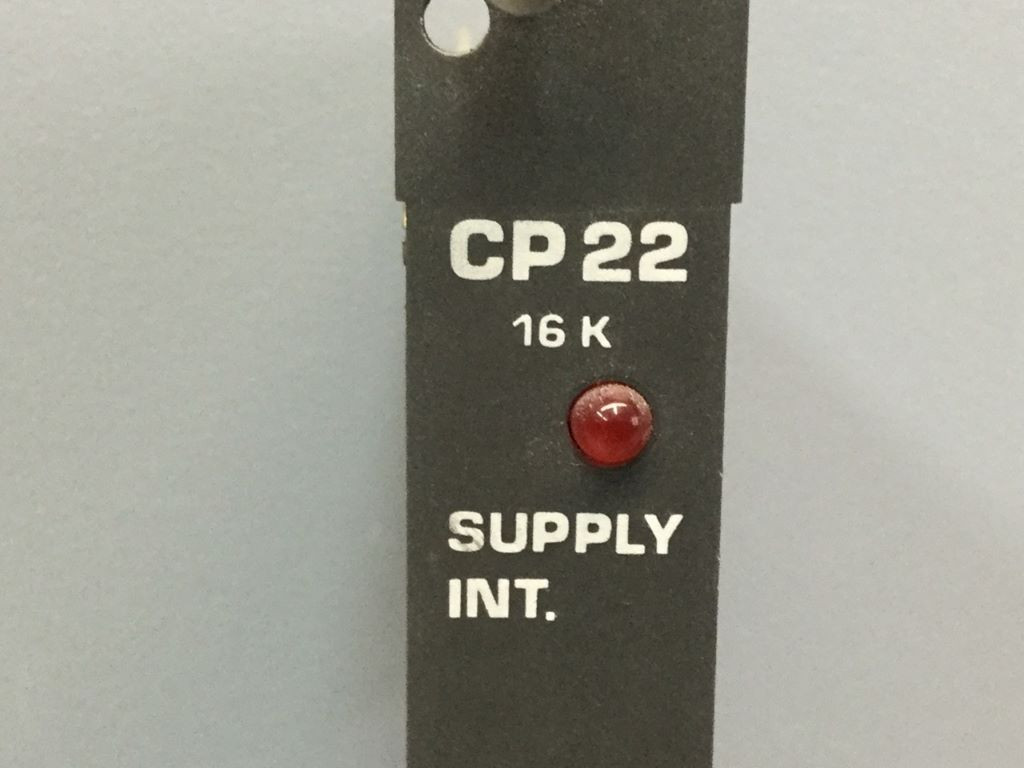 CP 22
16 K
SUPPLY
INT.